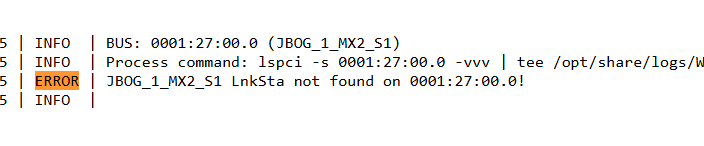 5 | INFO | BUS: 0001:27:00.0 (JBOG_1_MX2_S1)
5 | INFO | Process command: lspci -s 0001:27:00.0 -vvv | tee /opt/share/logs/W
5 | ERROR | JBOG_1_MX2_S1 LnkSta not found on 0001:27:00.0!
5 | INFO |